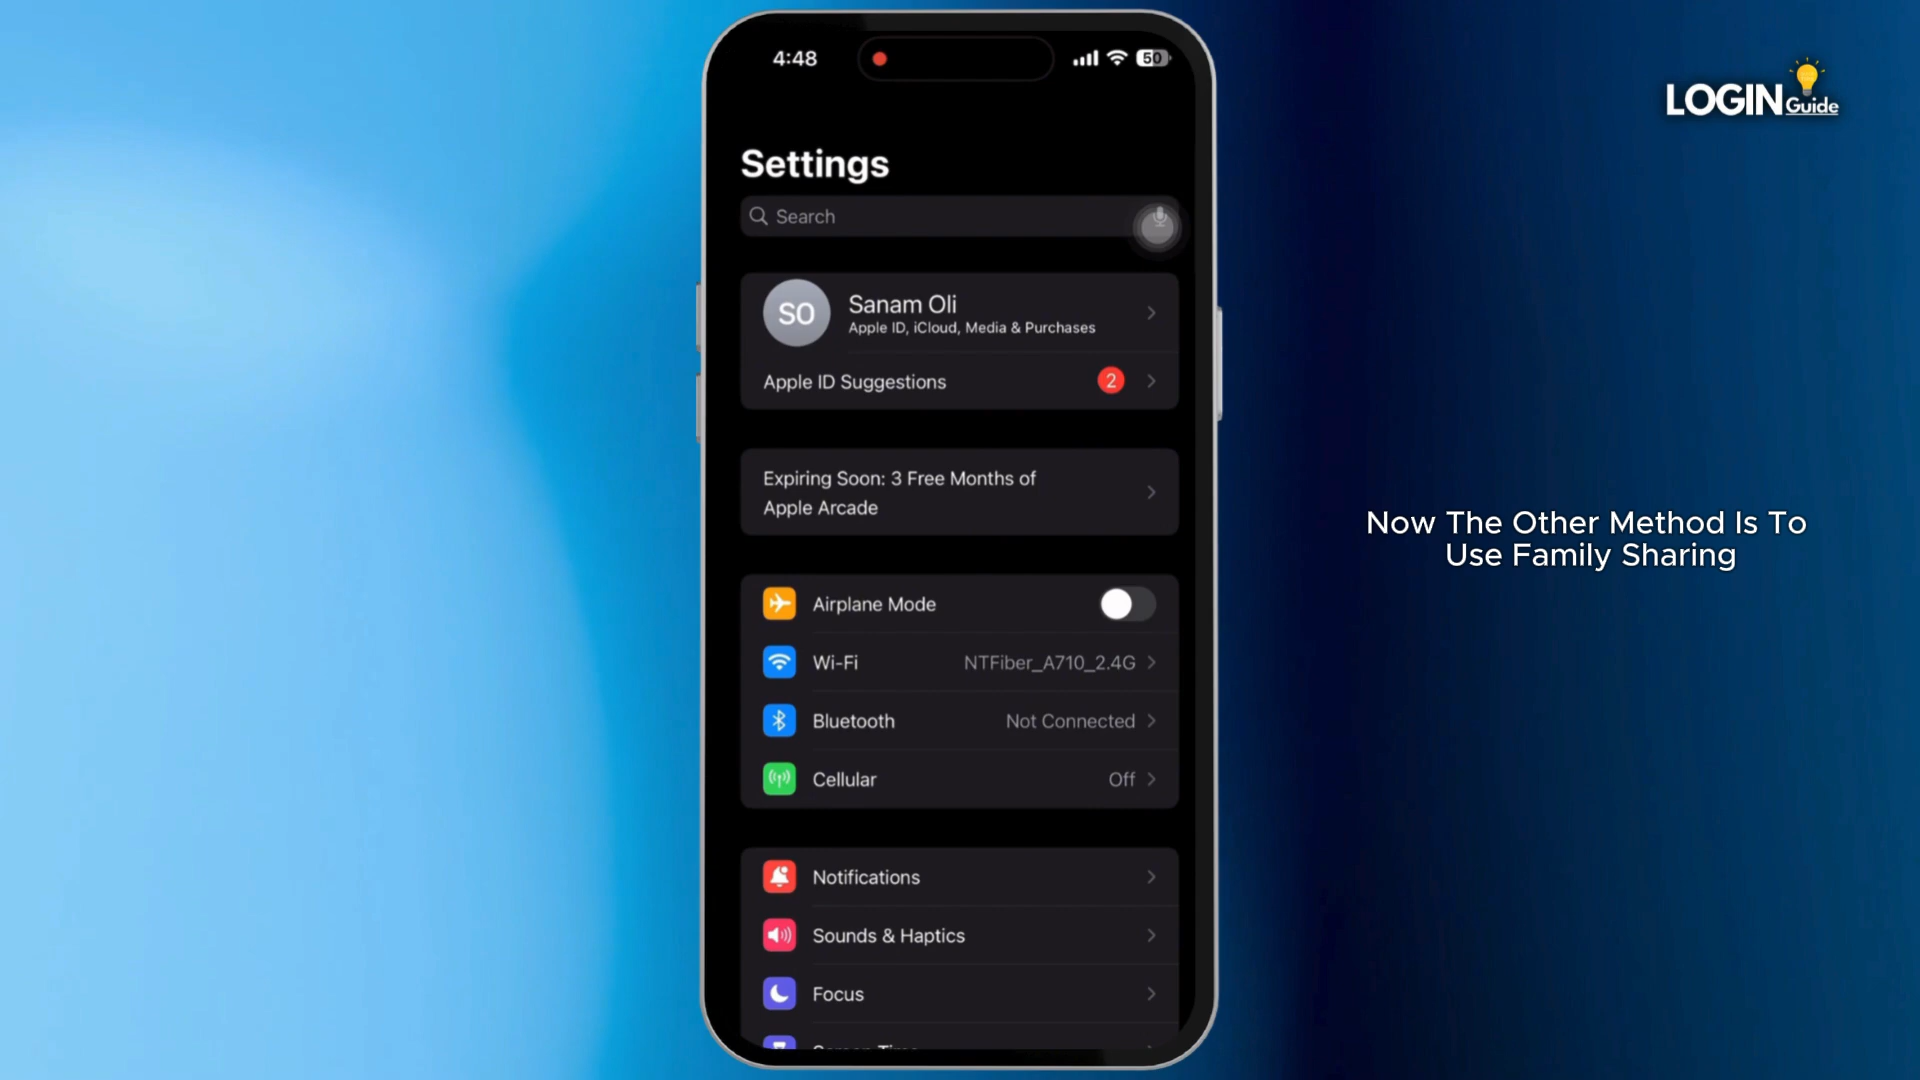 4:48
50
LOGIN Guide
Settings
Search
SO
Sanam Oli
Apple ID, iCloud, Media & Purchases
Apple ID Suggestions
2
Expiring Soon: 3 Free Months of
Apple Arcade
Now The Other Method Is To
Use Family Sharing
Airplane Mode
Wi-Fi
NTFiber_A710_2.4G
Bluetooth
Not Connected
Cellular
Off
Notifications
Sounds & Haptics
Focus
Screen Time